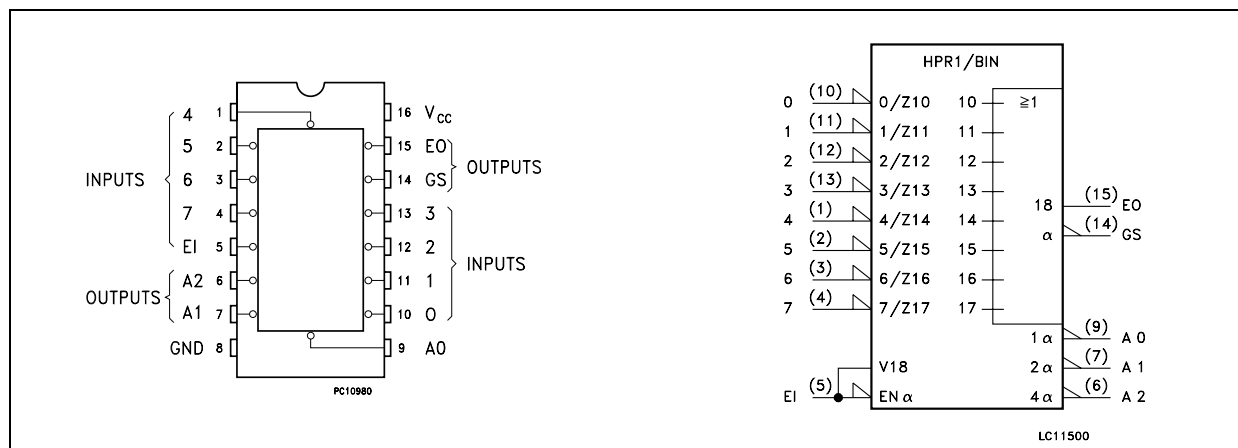 4 1 16 VCC
5 2 15 EO
6 3 14 GS
OUTPUTS
INPUTS
7 4 13 3
EI 5 12 2
INPUTS
A2 6 11 1
OUTPUTS
A1 7 10 0
GND 8 9 A0
PC10980
HPR1/BIN
0 (10) 0/Z10 10 ≧1
1 (11) 1/Z11 11
2 (12) 2/Z12 12
3 (13) 3/Z13 13
4 (1) 4/Z14 14
18 (15) EO
5 (2) 5/Z15 15
α (14) GS
6 (3) 6/Z16 16
7 (4) 7/Z17 17
1 α (9) A 0
V18 2 α (7) A 1
EI (5) EN α 4 α (6) A 2
LC11500